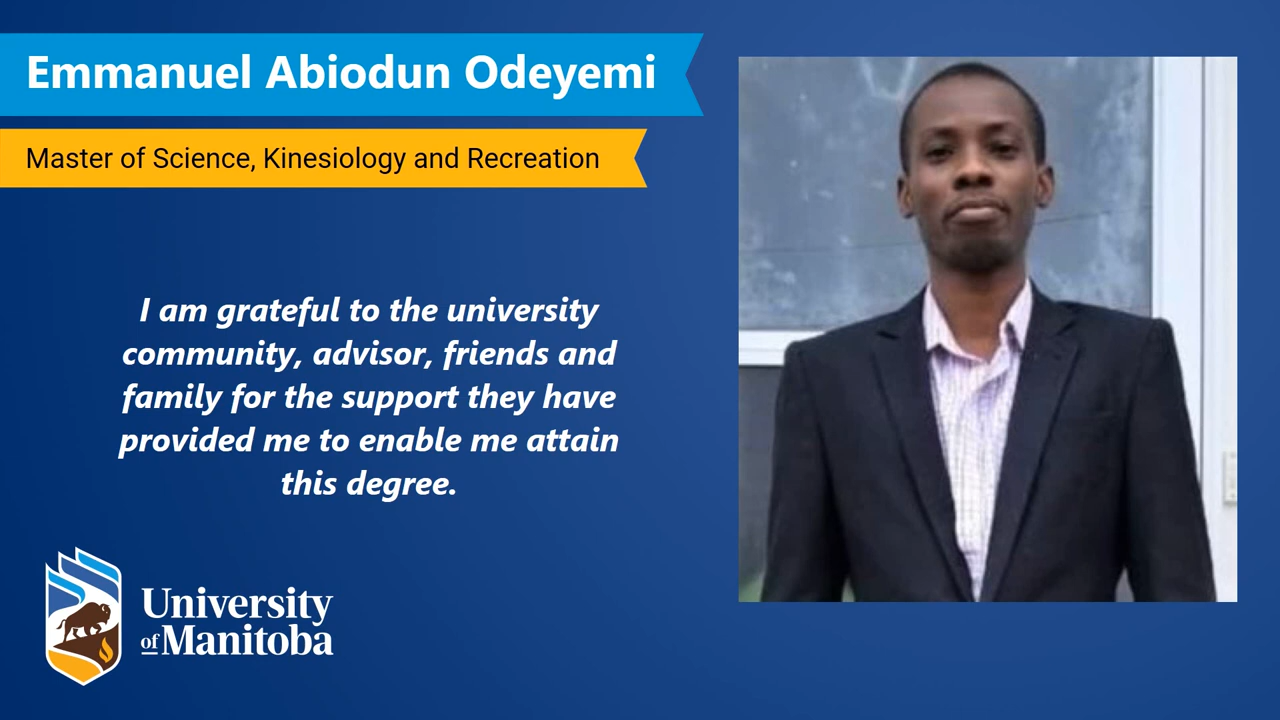 Emmanuel Abiodun Odeyemi
Master of Science, Kinesiology and Recreation
I am grateful to the university
community, advisor, friends and
family for the support they have
provided me to enable me attain
this degree.
University
of Manitoba